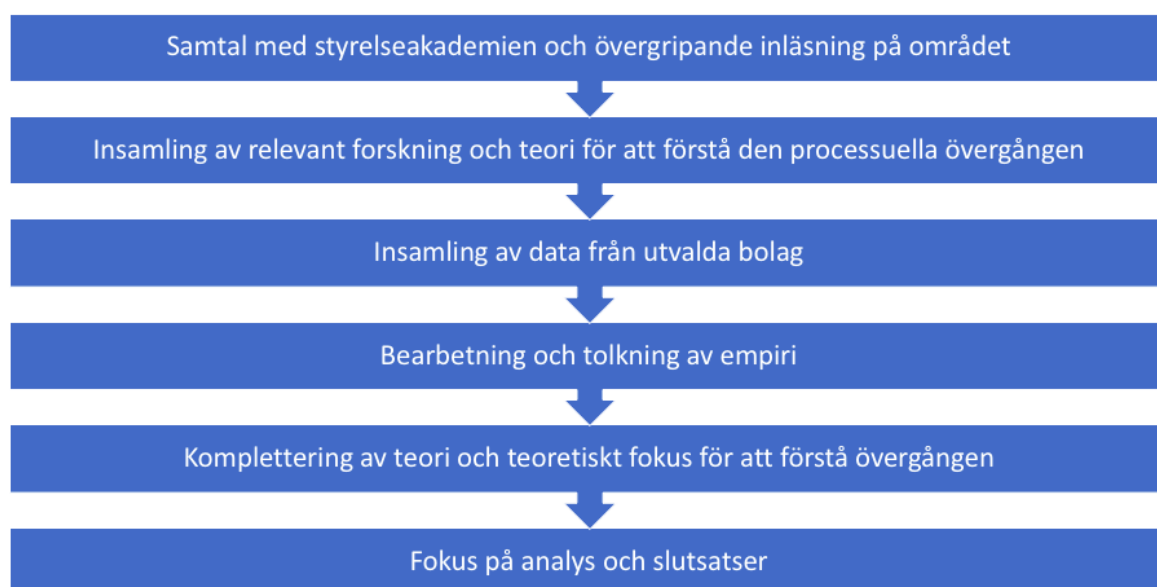 Samtal med styrelseakademien och övergripande inläsning på området
Insamling av relevant forskning och teori för att förstå den processuella övergången
Insamling av data från utvalda bolag
Bearbetning och tolkning av empiri
Komplettering av teori och teoretiskt fokus för att förstå övergången
Fokus på analys och slutsatser